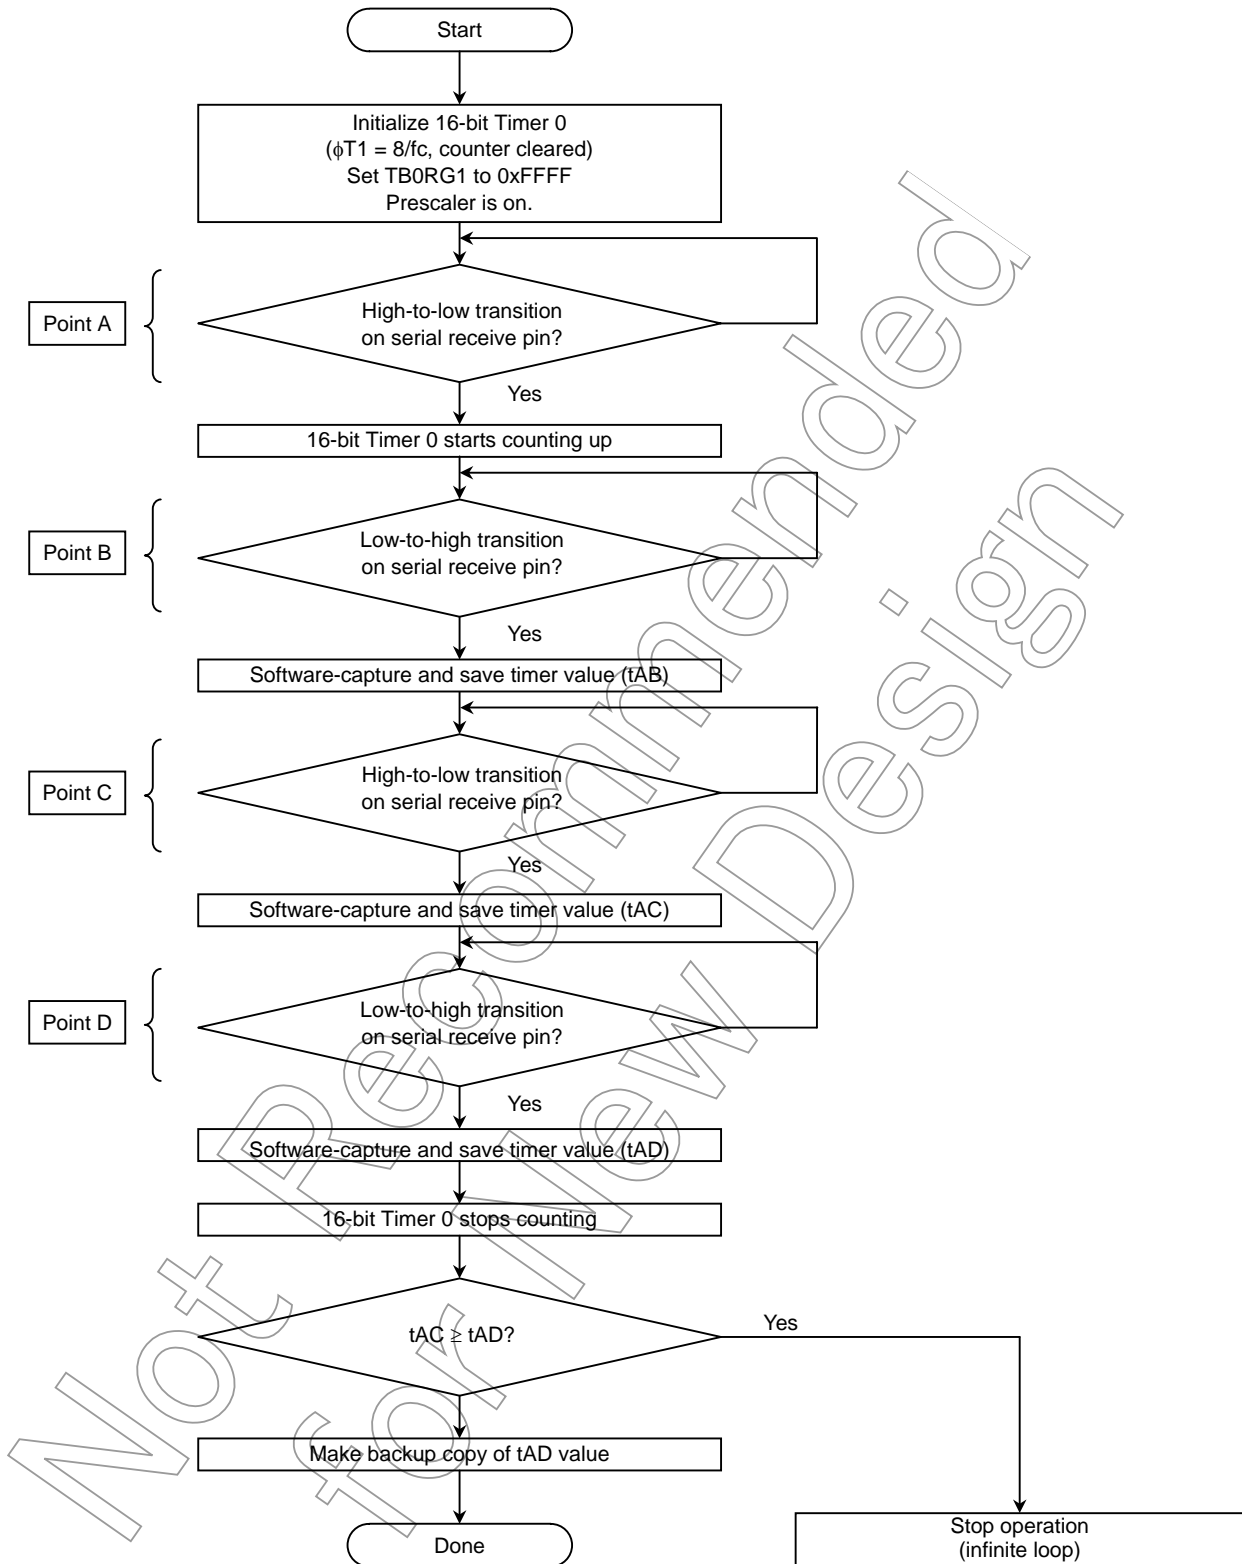 Start
Initialize 16-bit Timer 0
(ϕT1 = 8/fc, counter cleared)
Set TB0RG1 to 0xFFFF
Prescaler is on.
Point A
High-to-low transition
on serial receive pin?
Yes
16-bit Timer 0 starts counting up
Point B
Low-to-high transition
on serial receive pin?
Yes
Software-capture and save timer value (tAB)
Point C
High-to-low transition
on serial receive pin?
Yes
Software-capture and save timer value (tAC)
Point D
Low-to-high transition
on serial receive pin?
Yes
Software-capture and save timer value (tAD)
16-bit Timer 0 stops counting
tAC ≥ tAD?
Yes
Make backup copy of tAD value
Done
Stop operation
(infinite loop)
Not Recommended
for New Design